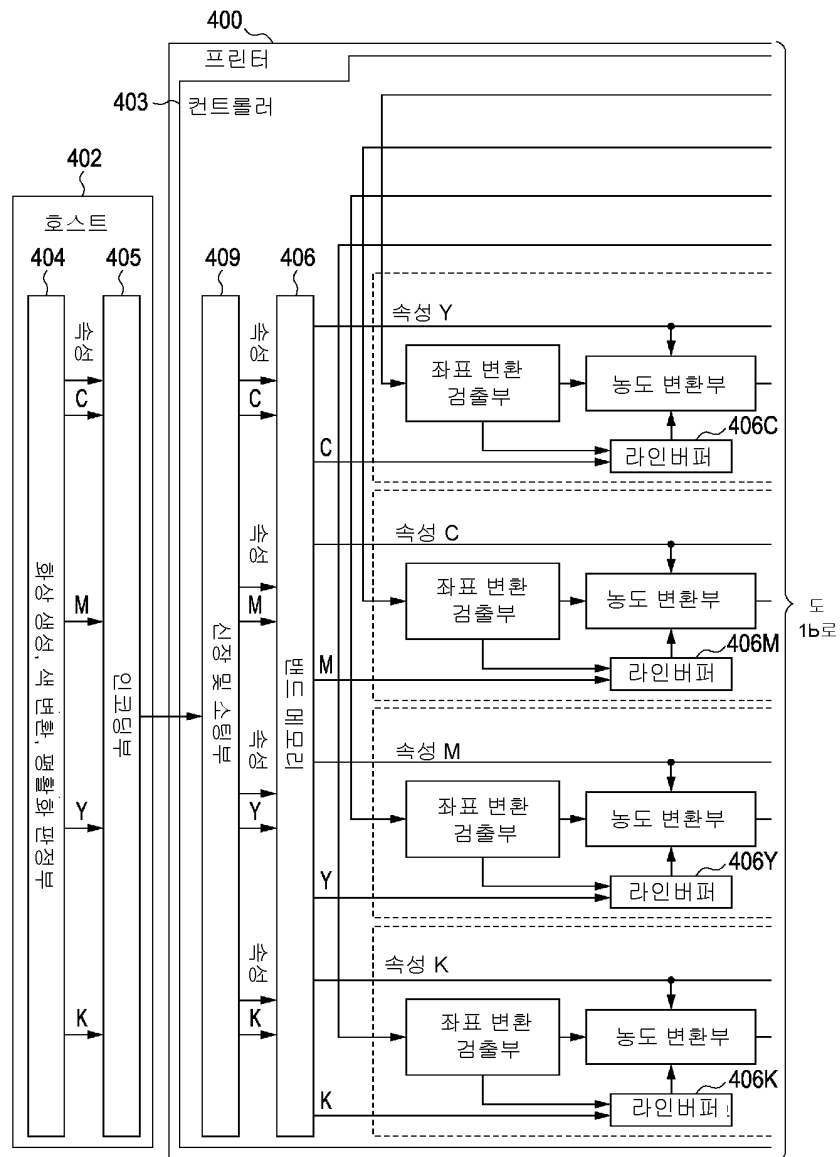 400
프린터
403
컨트롤러
402
호스트
404
405
409
406
속성
C
M
Y
K
화상 생성, 색 변환, 평활화 판정부
인코딩부
신장 및 소팅부
속성
C
속성
M
속성
Y
속성
K
밴드 메모리
속성 Y
좌표 변환
검출부
농도 변환부
406C
라인버퍼
C
속성 C
좌표 변환
검출부
농도 변환부
406M
라인버퍼
M
속성 M
좌표 변환
검출부
농도 변환부
406Y
라인버퍼
Y
속성 K
좌표 변환
검출부
농도 변환부
406K
라인버퍼
K
도
1b로